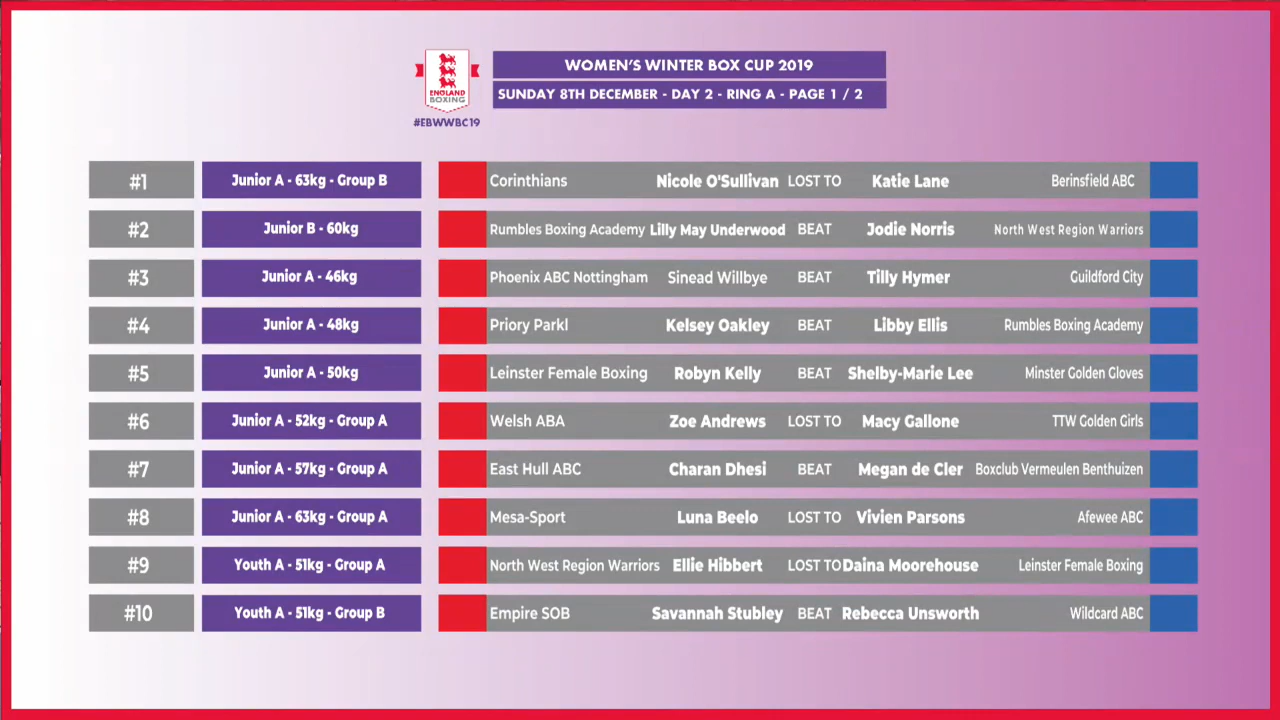 WOMEN'S WINTER BOX CUP 2019
ENGLAND
BOXING
SUNDAY 8TH DECEMBER - DAY 2 - RING A - PAGE 1 / 2
#EBWWBC19
#1 Junior A - 63kg - Group B Corinthians Nicole O'Sullivan LOST TO Katie Lane Berinsfield ABC
#2 Junior B - 60kg Rumbles Boxing Academy Lilly May Underwood BEAT Jodie Norris North West Region Warriors
#3 Junior A - 46kg Phoenix ABC Nottingham Sinead Willbye BEAT Tilly Hymer Guildford City
#4 Junior A - 48kg Priory Parkl Kelsey Oakley BEAT Libby Ellis Rumbles Boxing Academy
#5 Junior A - 50kg Leinster Female Boxing Robyn Kelly BEAT Shelby-Marie Lee Minster Golden Gloves
#6 Junior A - 52kg - Group A Welsh ABA Zoe Andrews LOST TO Macy Gallone TTW Golden Girls
#7 Junior A - 57kg - Group A East Hull ABC Charan Dhesi BEAT Megan de Cler Boxclub Vermeulen Benthuizen
#8 Junior A - 63kg - Group A Mesa-Sport Luna Beelo LOST TO Vivien Parsons Afewee ABC
#9 Youth A - 51kg - Group A North West Region Warriors Ellie Hibbert LOST TO Daina Moorehouse Leinster Female Boxing
#10 Youth A - 51kg - Group B Empire SOB Savannah Stubley BEAT Rebecca Unsworth Wildcard ABC